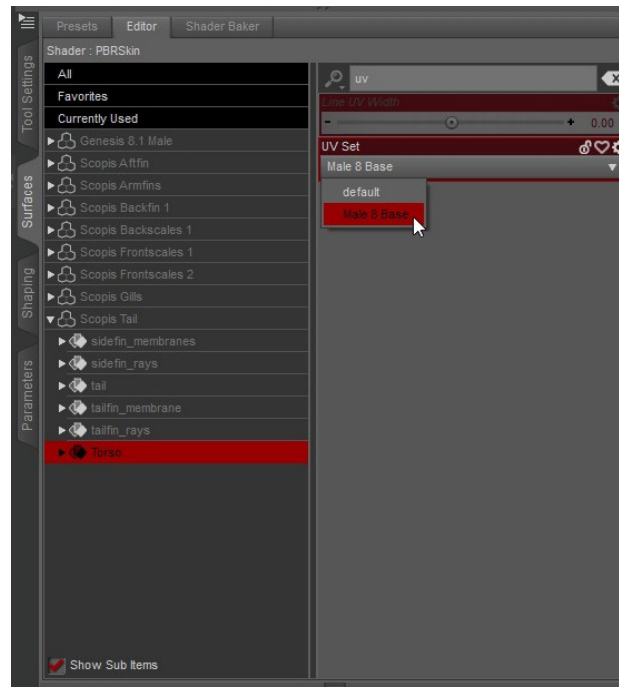 Presets Editor Shader Baker
Shader : PBRSkin
Tool Settings
Surfaces
Shaping
Parameters
All
Favorites
Currently Used
Genesis 8.1 Male
Scopis Aftfin
Scopis Armfins
Scopis Backfin 1
Scopis Backscales 1
Scopis Frontscales 1
Scopis Frontscales 2
Scopis Gills
Scopis Tail
sidefin_membranes
sidefin_rays
tail
tailfin_membrane
tailfin_rays
Torso
Show Sub Items
uv
Line UV Width
- + 0.00
UV Set
Male 8 Base
default
Male 8 Base